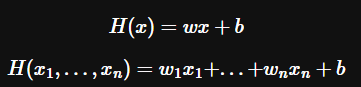 H(x) = wx + b
H(x₁, . . . , xₙ) = w₁x₁+. . .+wₙxₙ + b